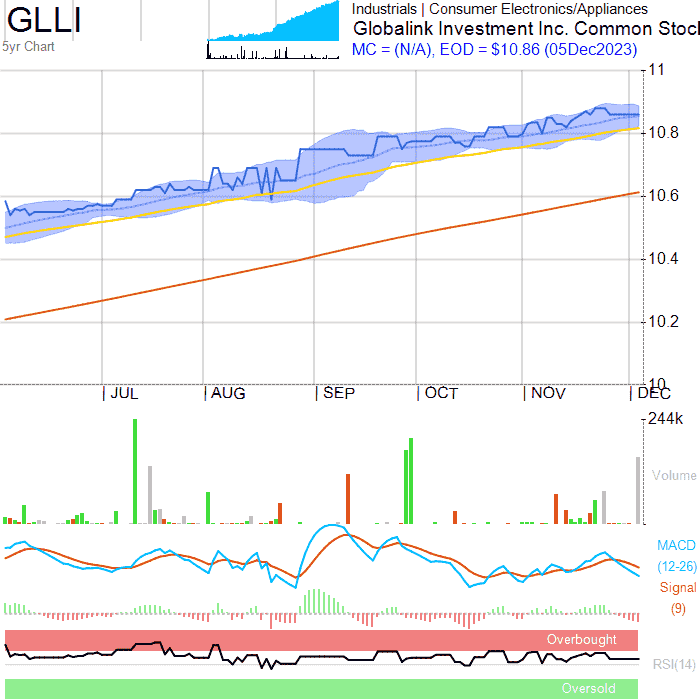 GLLI
5yr Chart
Industrials | Consumer Electronics/Appliances
Globalink Investment Inc. Common Stoc
MC = (N/A), EOD = $10.86 (05Dec2023)
11
10.8
10.6
10.4
10.2
10
JUL AUG SEP OCT NOV DEC
244k
Volume
MACD
(12-26)
Signal
(9)
Overbought
RSI(14)
Oversold